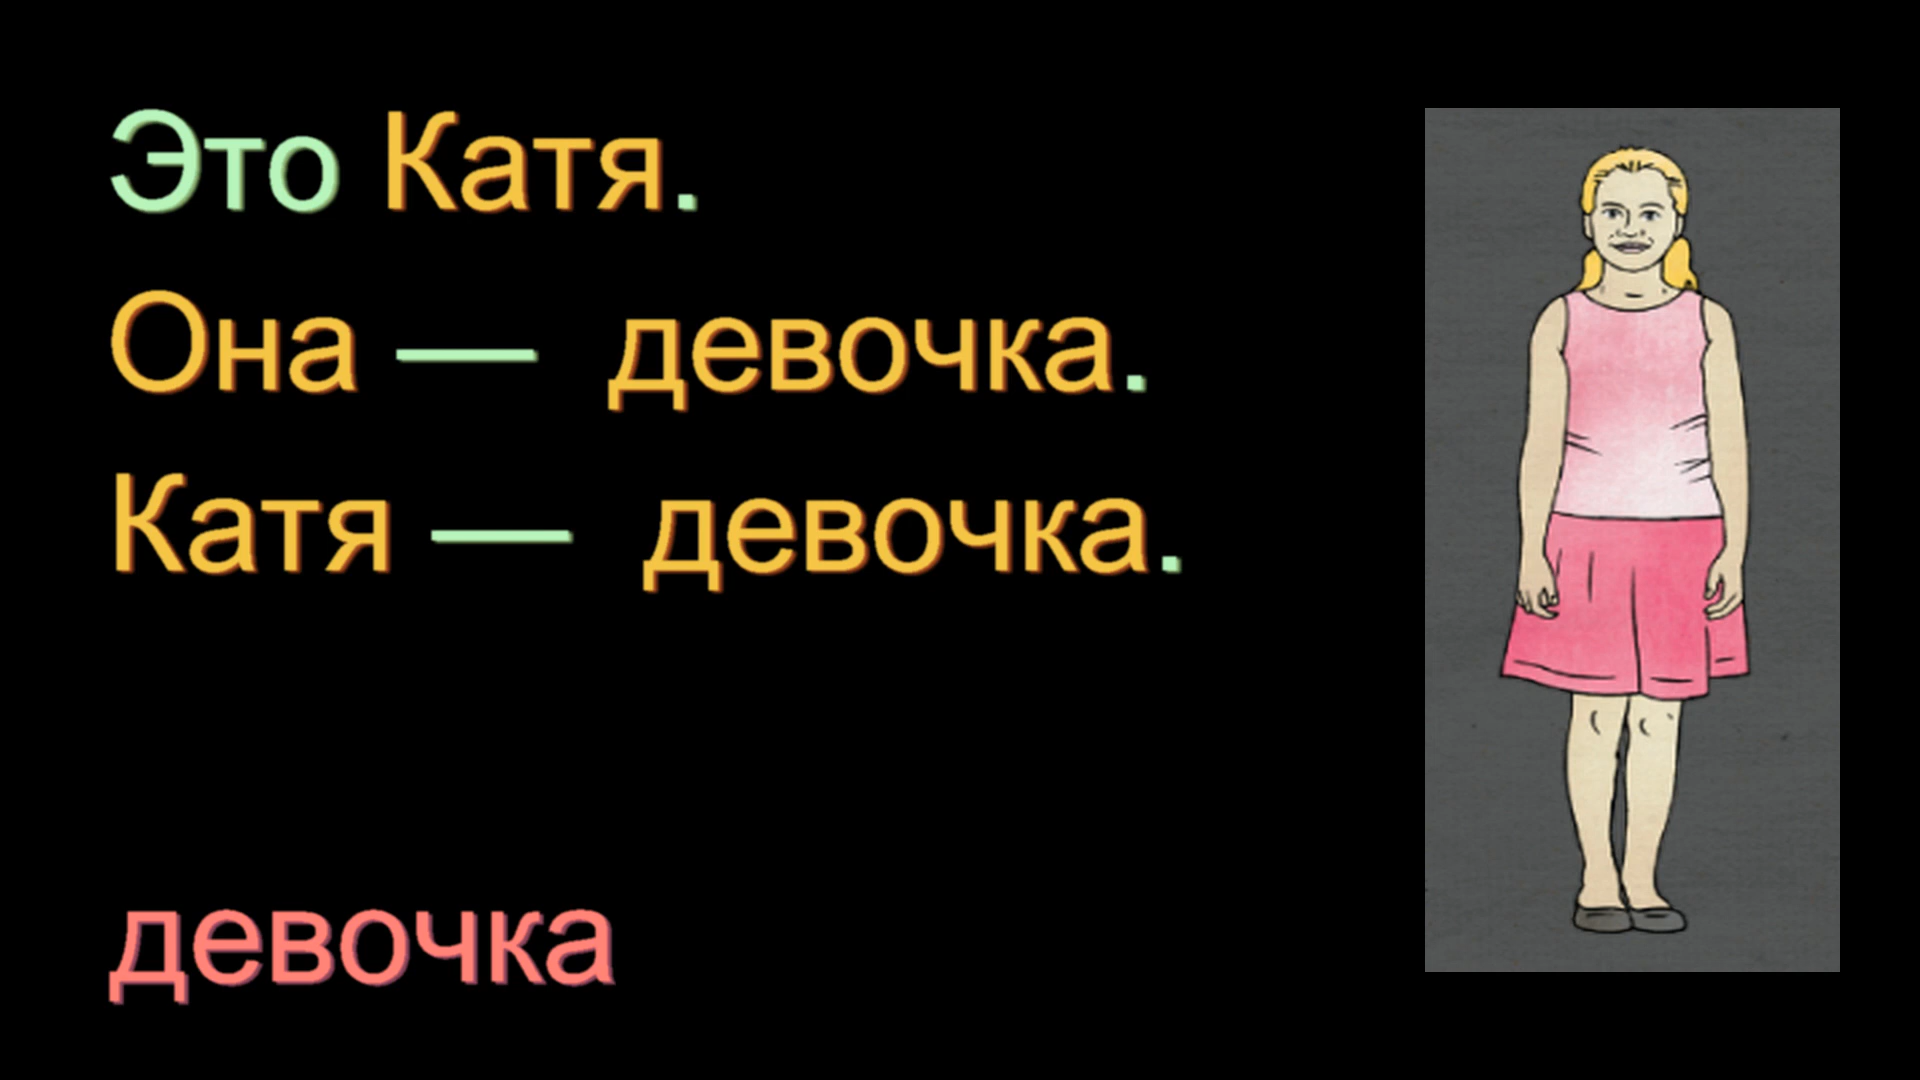 Это Катя.
Она — девочка.
Катя — девочка.
девочка